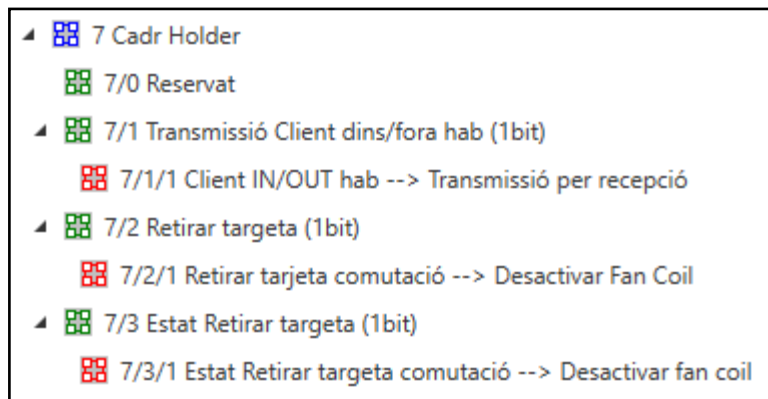 7 Cadr Holder
7/0 Reservat
7/1 Transmissió Client dins/fora hab (1bit)
7/1/1 Client IN/OUT hab --> Transmissió per recepció
7/2 Retirar targeta (1bit)
7/2/1 Retirar tarjeta comutació --> Desactivar Fan Coil
7/3 Estat Retirar targeta (1bit)
7/3/1 Estat Retirar targeta comutació --> Desactivar fan coil